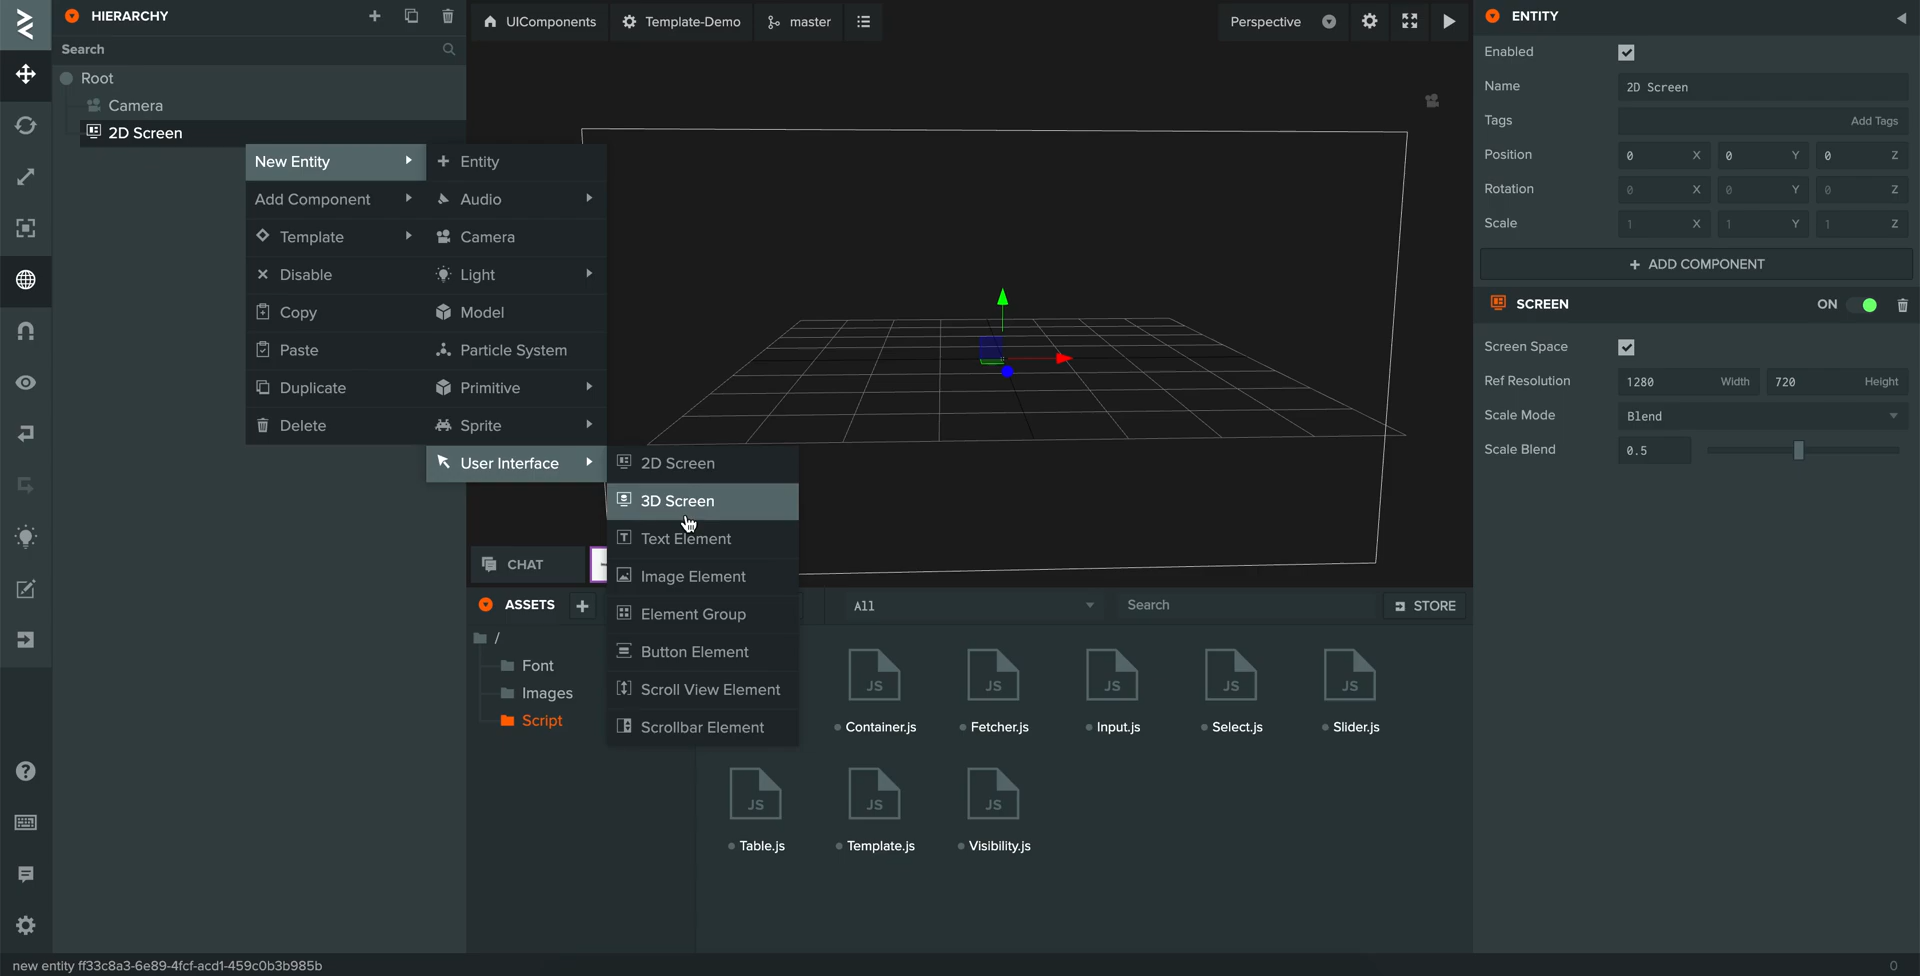 HIERARCHY
Search
Root
Camera
2D Screen
New Entity
Add Component
Template
Disable
Copy
Paste
Duplicate
Delete
Entity
Audio
Camera
Light
Model
Particle System
Primitive
Sprite
User Interface
2D Screen
3D Screen
Text Element
Image Element
Element Group
Button Element
Scroll View Element
Scrollbar Element
UIComponents
Template-Demo
master
Perspective
CHAT
ASSETS
All
Search
STORE
/
Font
Images
Script
JS
JS
JS
JS
JS
Container.js
Fetcher.js
Input.js
Select.js
Slider.js
JS
JS
JS
Table.js
Template.js
Visibility.js
ENTITY
Enabled
Name 2D Screen
Tags Add Tags
Position 0 X 0 Y 0 Z
Rotation 0 X 0 Y 0 Z
Scale 1 X 1 Y 1 Z
+ ADD COMPONENT
SCREEN ON
Screen Space
Ref Resolution 1280 Width 720 Height
Scale Mode Blend
Scale Blend 0.5
new entity ff33c8a3-6e89-4fcf-acd1-459c0b3b985b
0